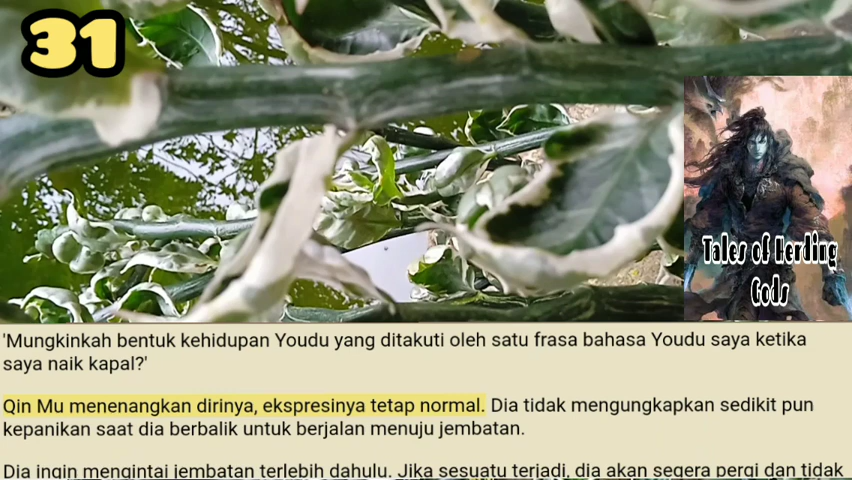 31
Tales of Herding
Gods
'Mungkinkah bentuk kehidupan Youdu yang ditakuti oleh satu frasa bahasa Youdu saya ketika
saya naik kapal?'
Qin Mu menenangkan dirinya, ekspresinya tetap normal. Dia tidak mengungkapkan sedikit pun
kepanikan saat dia berbalik untuk berjalan menuju jembatan.
Dia ingin mengintai jembatan terlebih dahulu. Jika sesuatu terjadi, dia akan segera pergi dan tidak